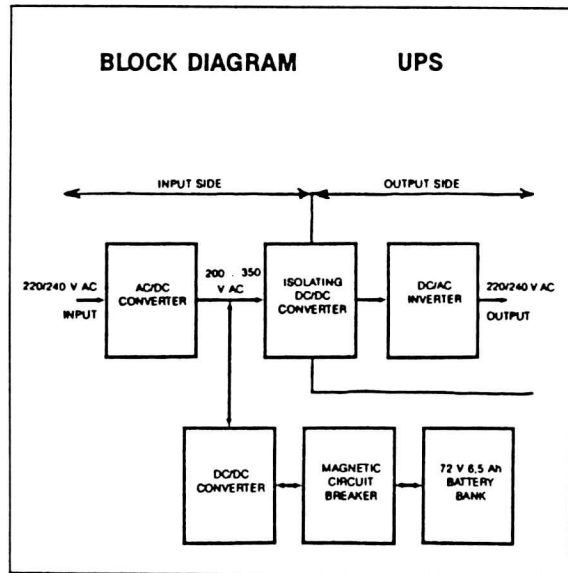 BLOCK DIAGRAM UPS
INPUT SIDE OUTPUT SIDE
220/240 V AC
INPUT
AC/DC
CONVERTER
200 . 350
V AC
ISOLATING
DC/DC
CONVERTER
DC/AC
INVERTER
220/240 V AC
OUTPUT
DC/DC
CONVERTER
MAGNETIC
CIRCUIT
BREAKER
72 V 6,5 Ah
BATTERY
BANK